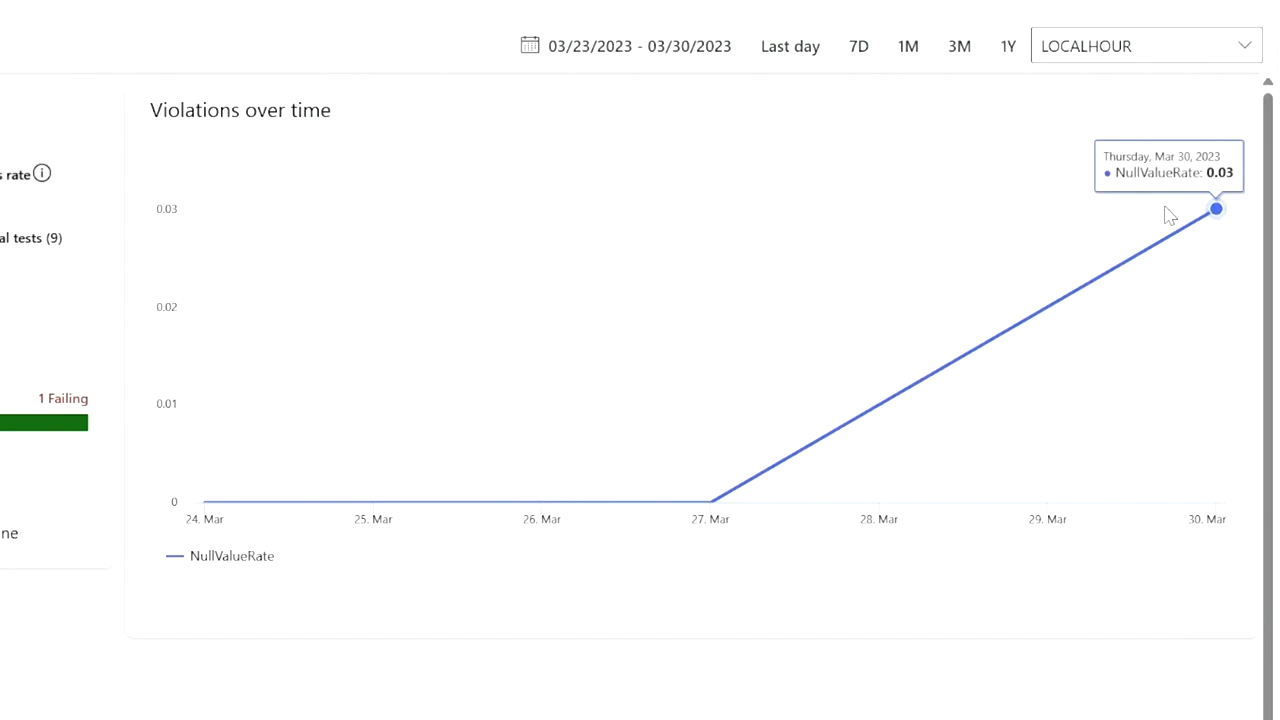 03/23/2023 - 03/30/2023 Last day 7D 1M 3M 1Y LOCALHOUR
Violations over time
s rate
al tests (9)
1 Failing
ne
Thursday, Mar 30, 2023
NullValueRate: 0.03
0.03
0.02
0.01
0
24. Mar 25. Mar 26. Mar 27. Mar 28. Mar 29. Mar 30. Mar
NullValueRate